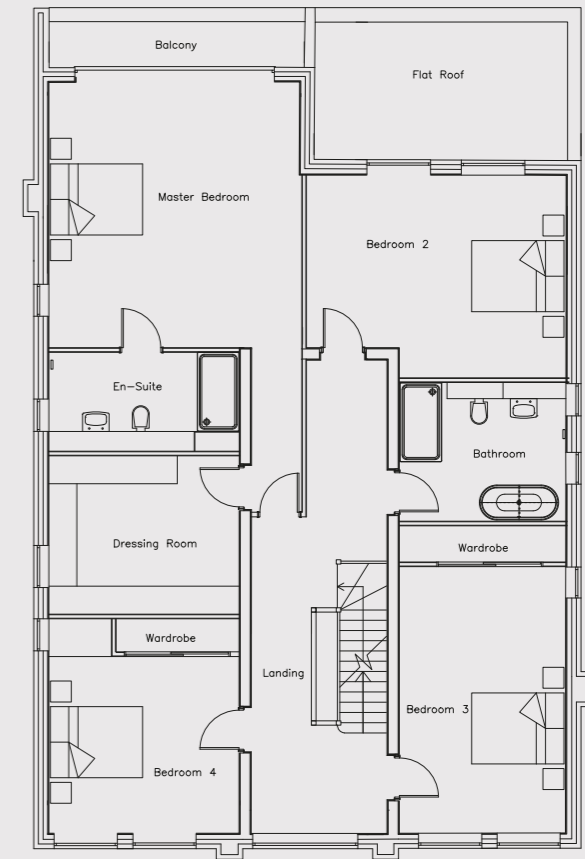 Balcony
Flat Roof
Master Bedroom
Bedroom 2
En-Suite
Bathroom
Dressing Room
Wardrobe
Wardrobe
Landing
Bedroom 3
Bedroom 4